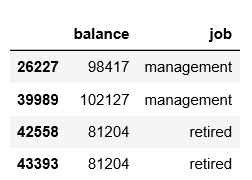 balance job
26227 98417 management
39989 102127 management
42558 81204 retired
43393 81204 retired